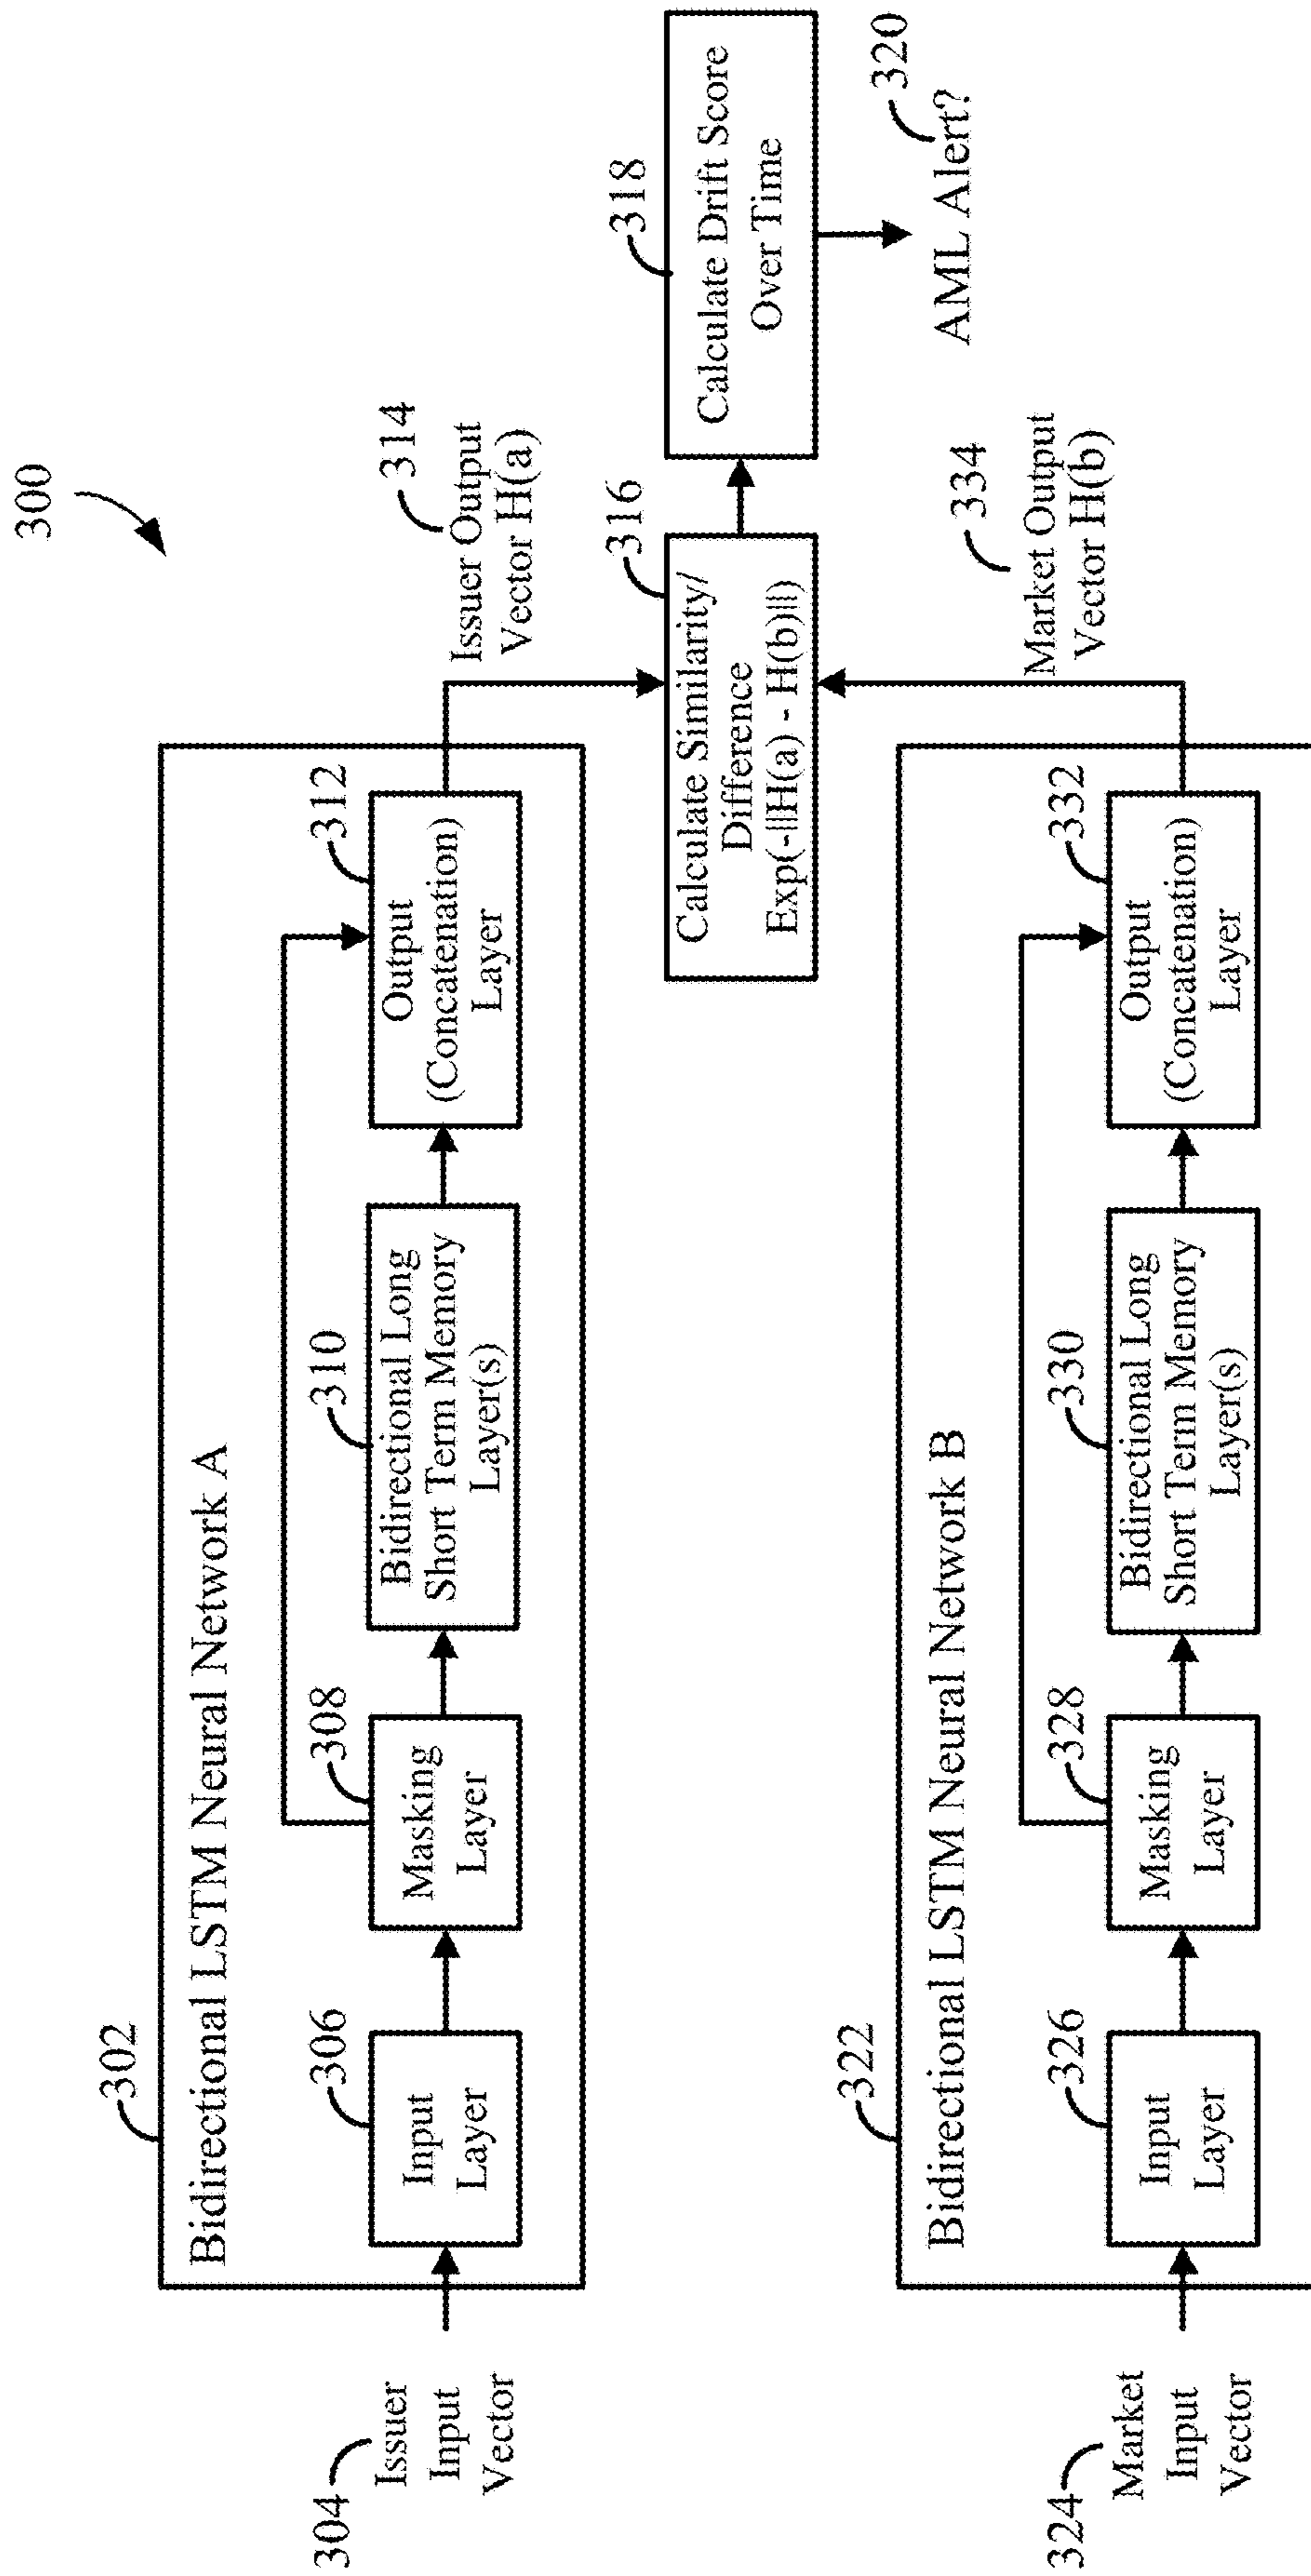 300
302
Bidirectional LSTM Neural Network A
304
Issuer
Input
Vector
306
Input
Layer
308
Masking
Layer
310
Bidirectional Long
Short Term Memory
Layer(s)
312
Output
(Concatenation)
Layer
314
Issuer Output
Vector H(a)
316
Calculate Similarity/
Difference
Exp(-||H(a) - H(b)||)
318
Calculate Drift Score
Over Time
320
AML Alert?
322
Bidirectional LSTM Neural Network B
324
Market
Input
Vector
326
Input
Layer
328
Masking
Layer
330
Bidirectional Long
Short Term Memory
Layer(s)
332
Output
(Concatenation)
Layer
334
Market Output
Vector H(b)